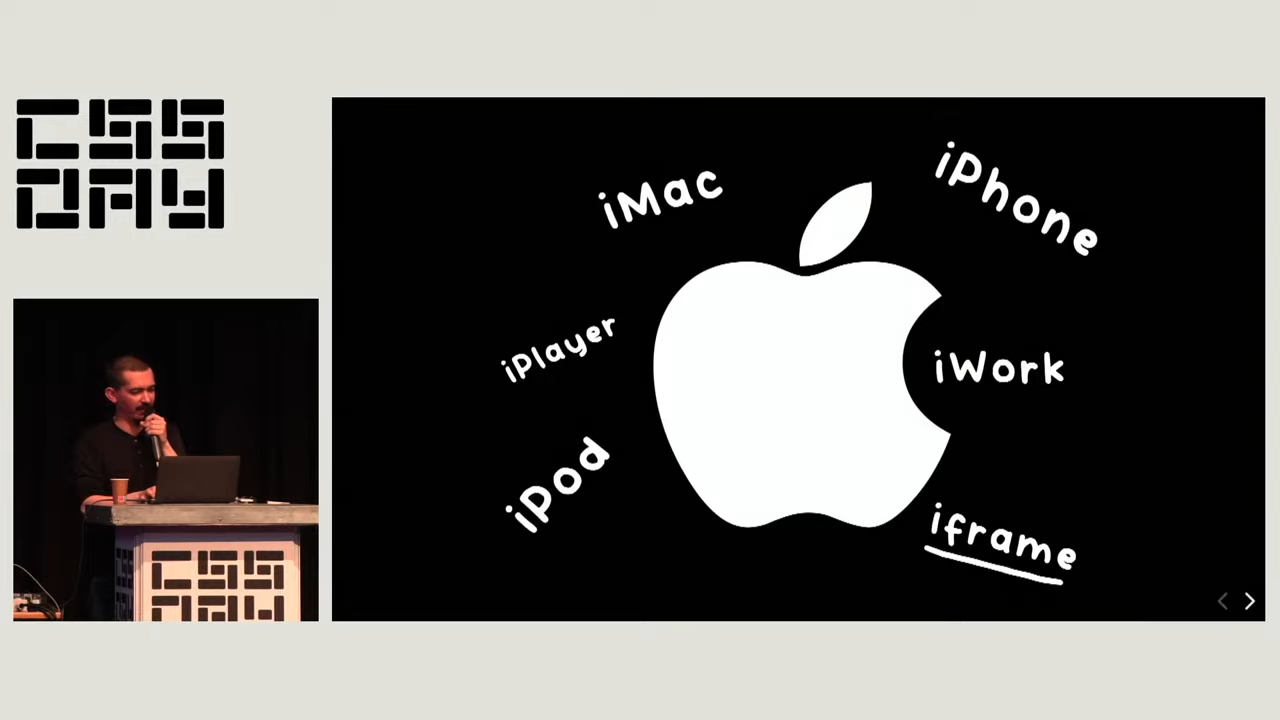 CSS
DAY
iMac
iPhone
iPlayer
iWork
iPod
iframe
CSS
DAY